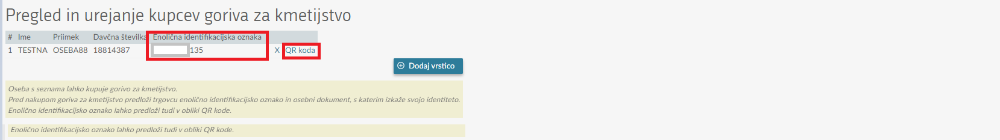 Pregled in urejanje kupcev goriva za kmetijstvo
# Ime Priimek Davčna številka Enolična identifikacijska oznaka
1 TESTNA OSEBA88 18814387 135 X QR koda
Dodaj vrstico
Oseba s seznama lahko kupuje gorivo za kmetijstvo.
Pred nakupom goriva za kmetijstvo predloži trgovcu enolično identifikacijsko oznako in osebni dokument, s katerim izkaže svojo identiteto.
Enolično identifikacijsko oznako lahko predloži tudi v obliki QR kode.
Enolično identifikacijsko oznako lahko predloži tudi v obliki QR kode.